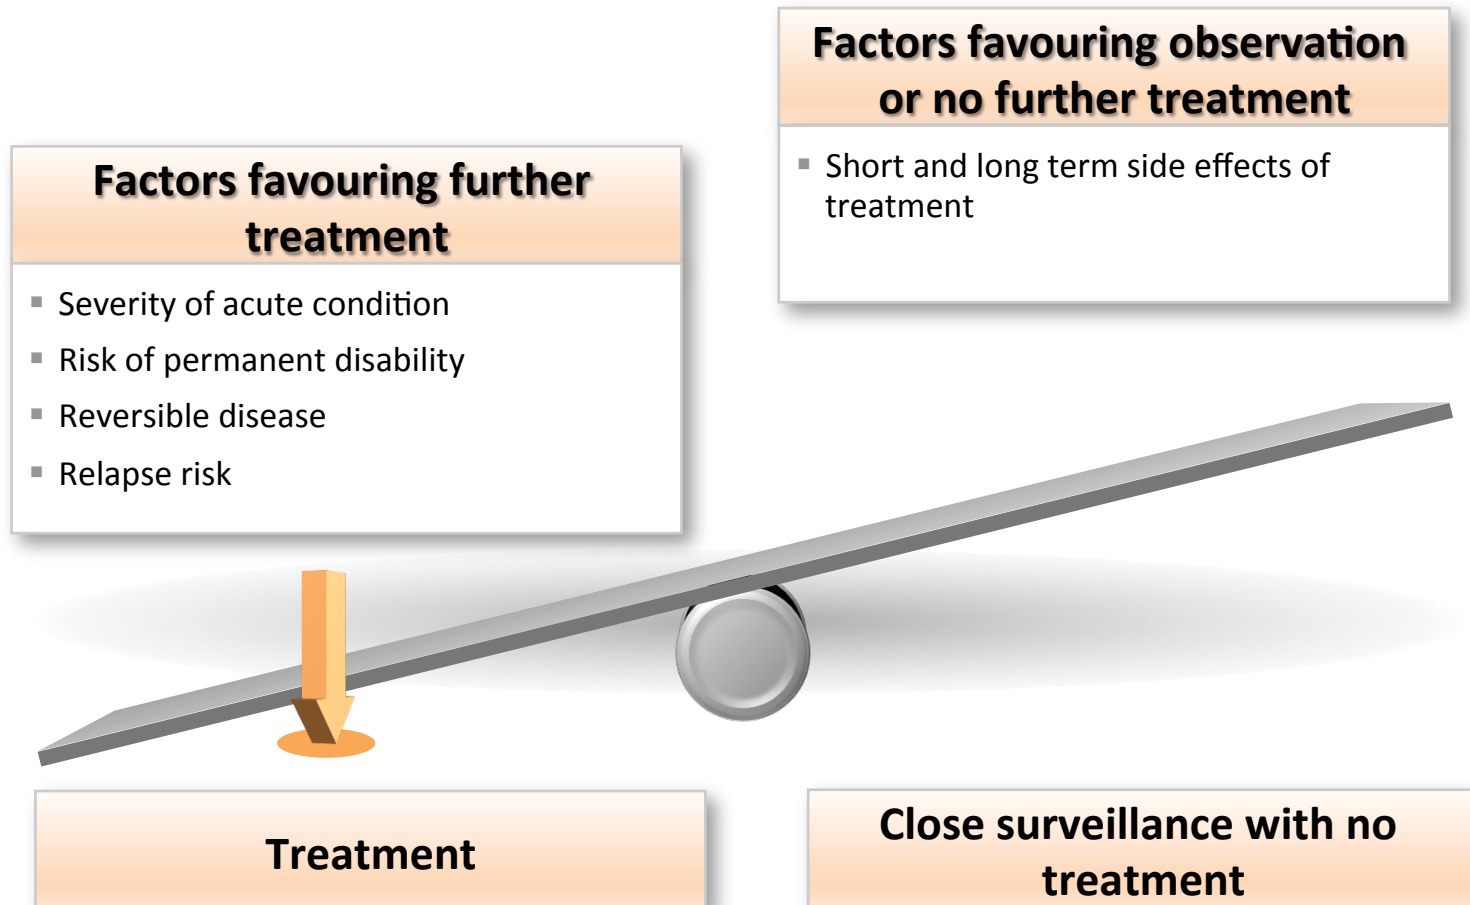 Factors favouring observation
or no further treatment
▪ Short and long term side effects of
treatment
Factors favouring further
treatment
▪ Severity of acute condition
▪ Risk of permanent disability
▪ Reversible disease
▪ Relapse risk
Treatment
Close surveillance with no
treatment